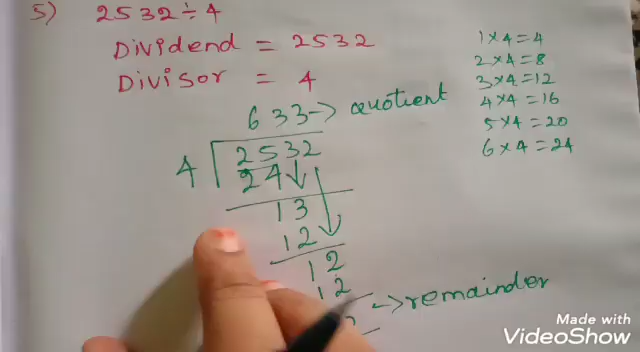 5) 2532÷4
Dividend = 2532
Divisor = 4
1×4=4
2×4=8
3×4=12
4×4=16
5×4=20
6×4=24
633→ Quotient
4 2532
24
13
12
12
12
→remainder
Made with
VideoShow